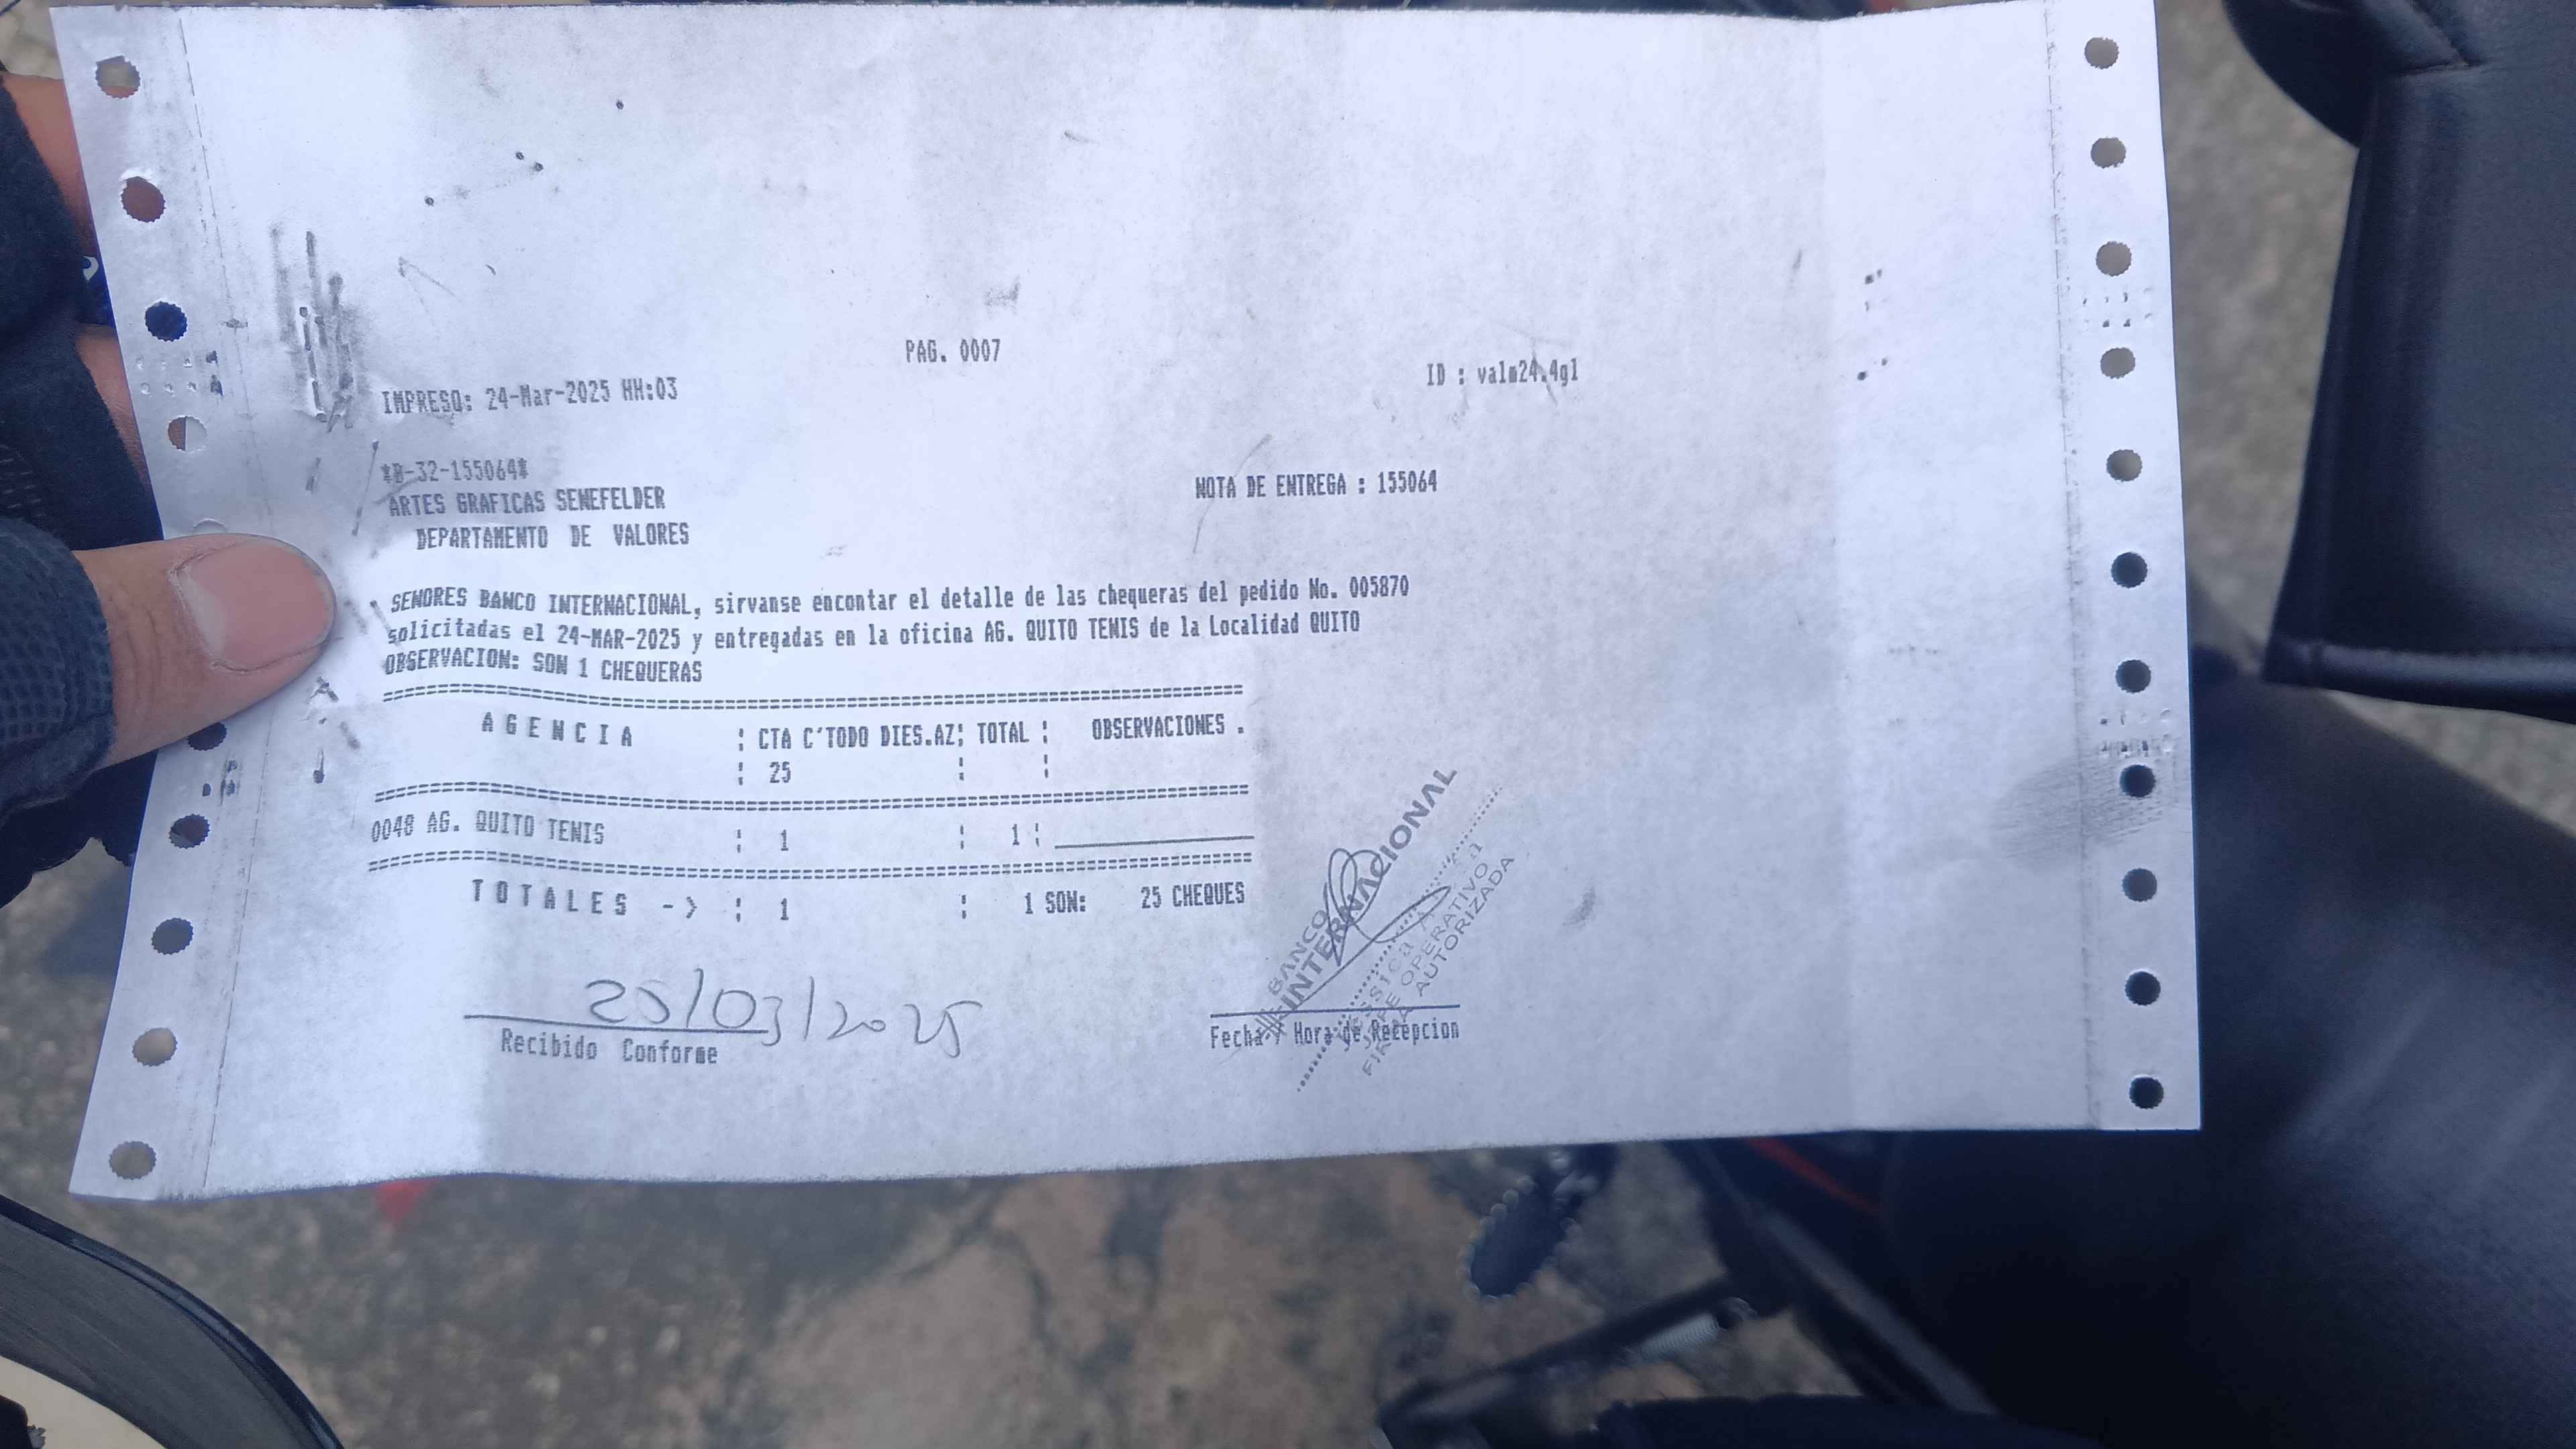 PAG. 0007
IMPRESO: 24-Mar-2025 HH:03
ID : valm24.4gl
*B-32-155064*
ARTES GRAFICAS SENEFELDER
NOTA DE ENTREGA : 155064
DEPARTAMENTO DE VALORES
SENORES BANCO INTERNACIONAL, sirvanse encontar el detalle de las chequeras del pedido No. 005870
solicitadas el 24-MAR-2025 y entregadas en la oficina AG. QUITO TENIS de la Localidad QUITO
OBSERVACION: SON 1 CHEQUERAS
A G E N C I A ¦ CTA C'TODO DIES.AZ¦ TOTAL ¦ OBSERVACIONES .
¦ 25 ¦ ¦
0048 AG. QUITO TENIS ¦ 1 ¦ 1 ¦
T O T A L E S -> ¦ 1 ¦ 1 SON: 25 CHEQUES
25/03/2025
Recibido Conforme
BANCO
INTERNACIONAL
JEFE OPERATIVO
FIRMA AUTORIZADA
Fecha y Hora de Recepcion